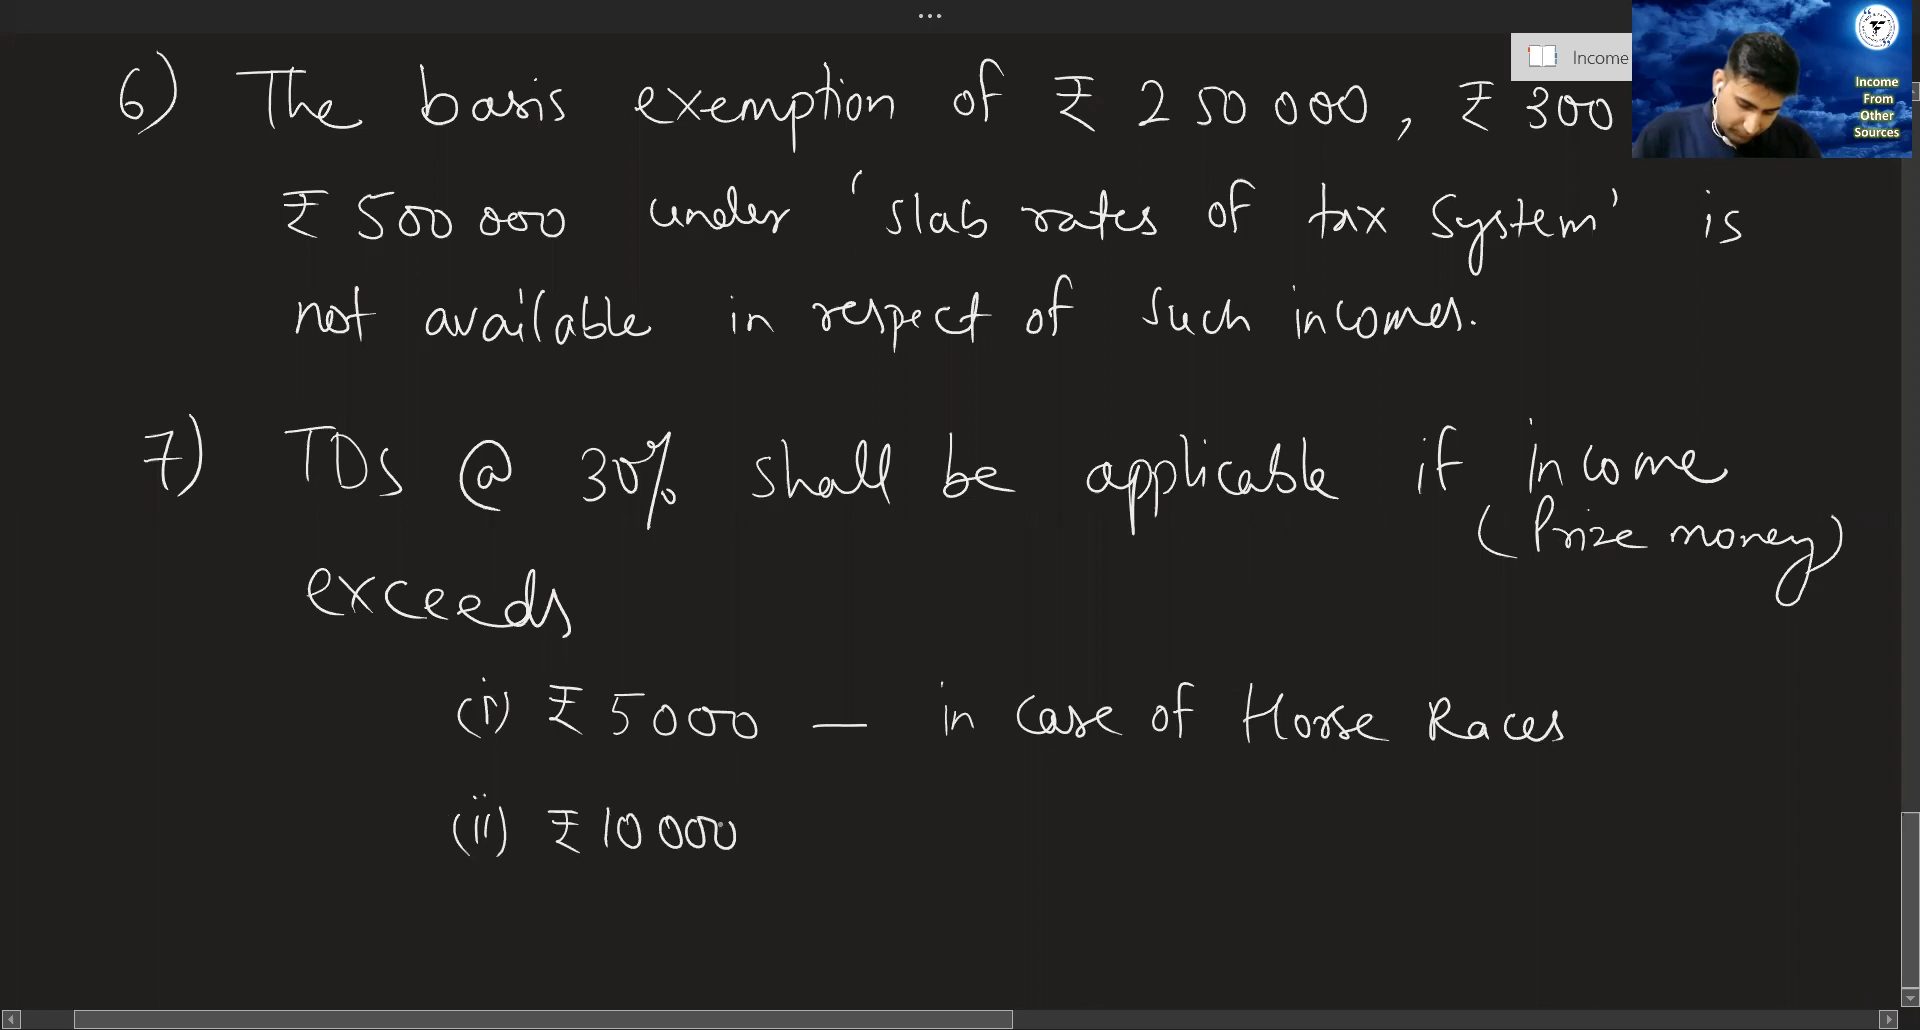 ...
Income
Income
From
Other
Sources
6) The basis exemption of ₹ 250 000, ₹ 300
₹ 500 000 under 'slab rates of tax system' is
not available in respect of such incomes.
7) TDS @ 30% shall be applicable if income
(Prize money)
exceeds
(i) ₹ 5000 — in case of Horse Races
(ii) ₹ 10 000